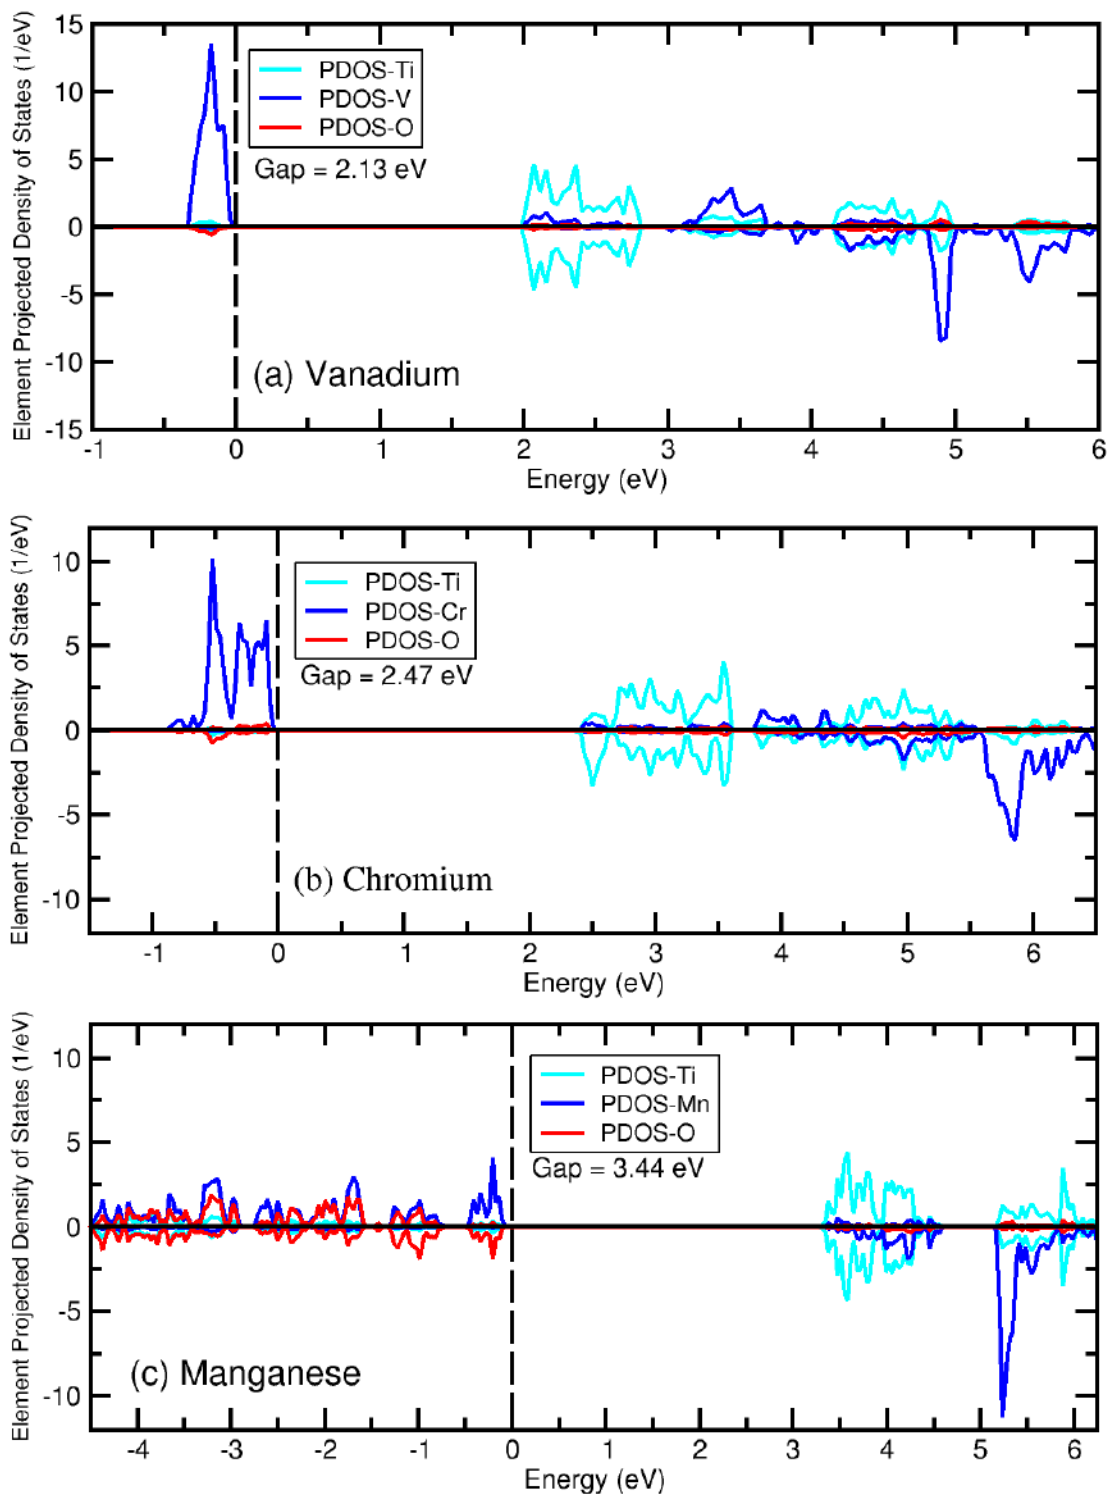 Element Projected Density of States (1/eV)
15
10
5
0
-5
-10
-15
PDOS-Ti
PDOS-V
PDOS-O
Gap = 2.13 eV
(a) Vanadium
-1 0 1 2 3 4 5 6
Energy (eV)
Element Projected Density of States (1/eV)
10
5
0
-5
-10
PDOS-Ti
PDOS-Cr
PDOS-O
Gap = 2.47 eV
(b) Chromium
-1 0 1 2 3 4 5 6
Energy (eV)
Element Projected Density of States (1/eV)
10
5
0
-5
-10
PDOS-Ti
PDOS-Mn
PDOS-O
Gap = 3.44 eV
(c) Manganese
-4 -3 -2 -1 0 1 2 3 4 5 6
Energy (eV)